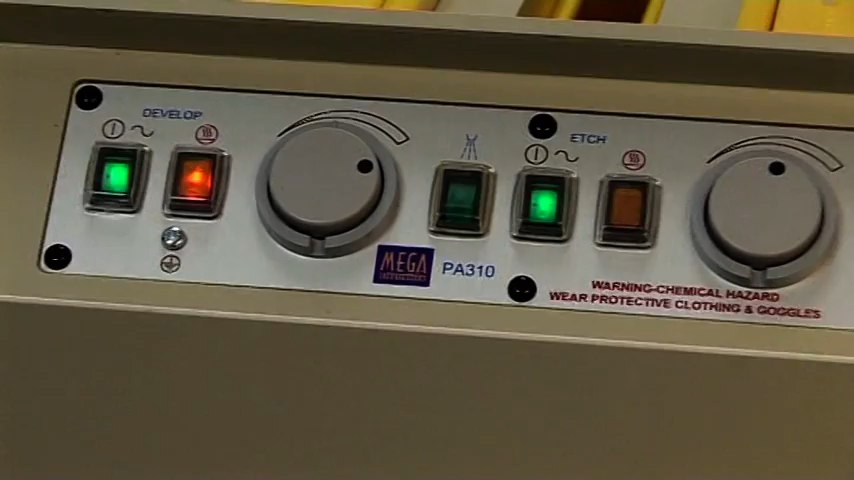 DEVELOP
ETCH
MEGA
PA310
WARNING-CHEMICAL HAZARD
WEAR PROTECTIVE CLOTHING & GOGGLES